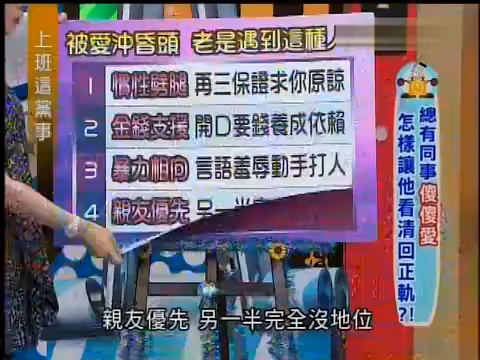 上班這黨事
被愛沖昏頭 老是遇到這種人
1 慣性劈腿 再三保證求你原諒
2 金錢支援 開口要錢養成依賴
3 暴力相向 言語羞辱動手打人
4 親友優先 另一半
總有同事傻傻愛
怎樣讓他看清回正軌?!
親友優先 另一半完全沒地位